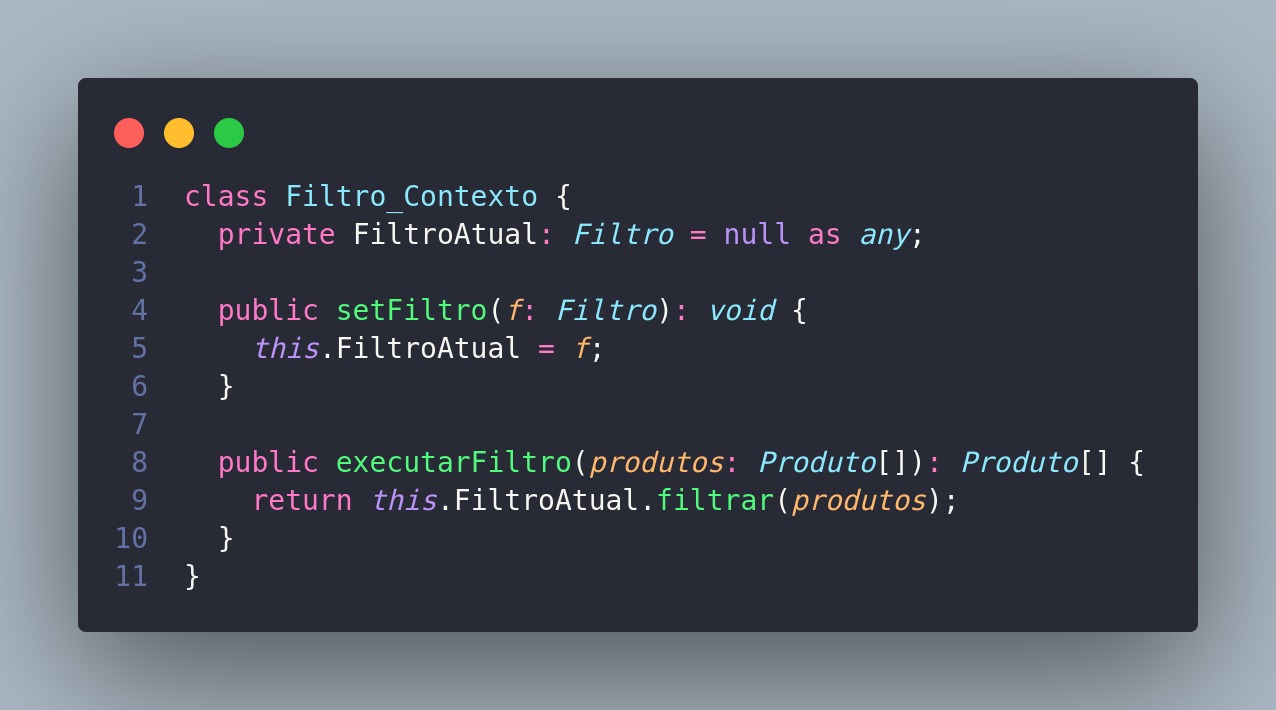 1 class Filtro_Contexto {
2   private FiltroAtual: Filtro = null as any;
3
4   public setFiltro(f: Filtro): void {
5     this.FiltroAtual = f;
6   }
7
8   public executarFiltro(produtos: Produto[]): Produto[] {
9     return this.FiltroAtual.filtrar(produtos);
10   }
11 }